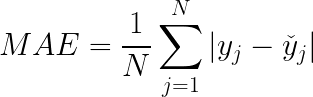 MAE = \frac{1}{N} \sum_{j=1}^{N} |y_j - \check{y}_j|